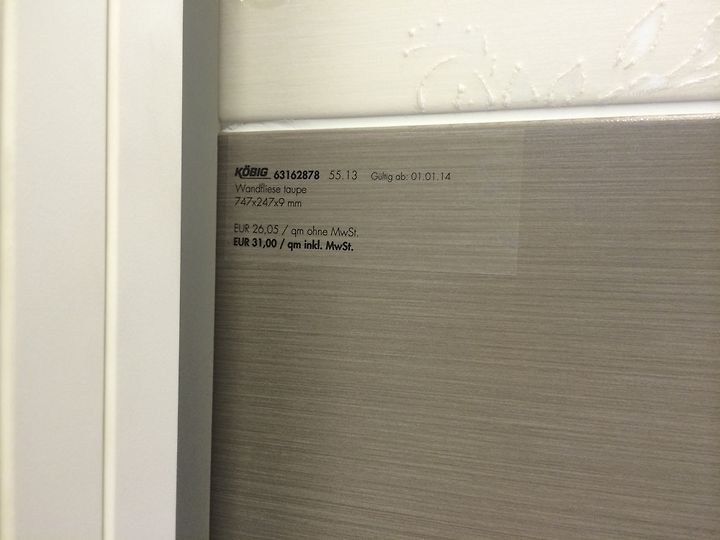 KÖBIG 63162878 55.13 Gültig ab: 01.01.14
Wandfliese taupe
747x247x9 mm
EUR 26,05 / qm ohne MwSt.
EUR 31,00 / qm inkl. MwSt.